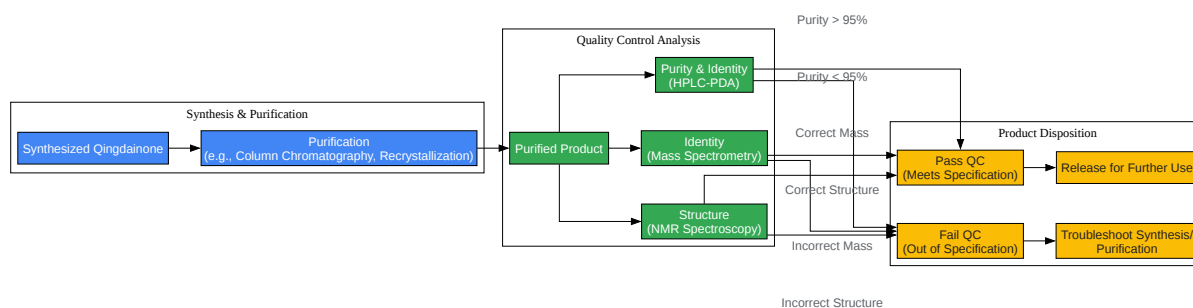 Synthesis & Purification
Synthesized Qingdainone
Purification
(e.g., Column Chromatography, Recrystallization)
Quality Control Analysis
Purified Product
Purity & Identity
(HPLC-PDA)
Identity
(Mass Spectrometry)
Structure
(NMR Spectroscopy)
Purity > 95%
Purity < 95%
Correct Mass
Correct Structure
Incorrect Mass
Incorrect Structure
Product Disposition
Pass QC
(Meets Specification)
Release for Further Use
Fail QC
(Out of Specification)
Troubleshoot Synthesis/
Purification